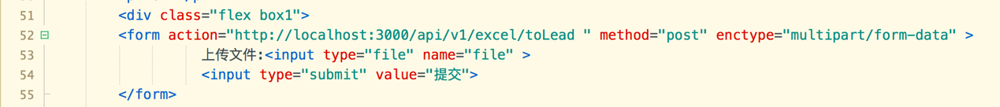 51 <div class="flex box1">
52 <form action="http://localhost:3000/api/v1/excel/toLead " method="post" enctype="multipart/form-data" >
53 上传文件:<input type="file" name="file" >
54 <input type="submit" value="提交">
55 </form>